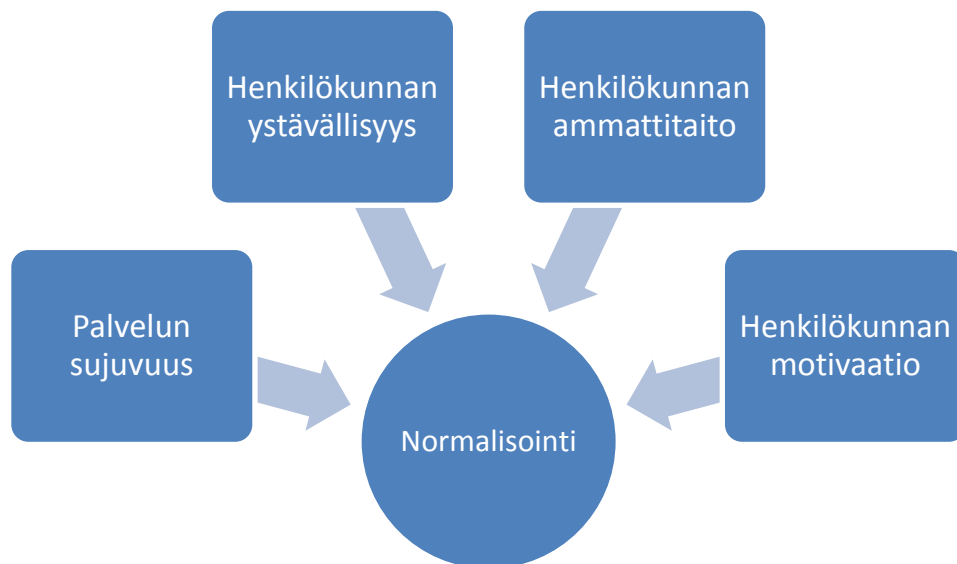 Henkilökunnan
ystävällisyys
Henkilökunnan
ammattitaito
Palvelun
sujuvuus
Henkilökunnan
motivaatio
Normalisointi